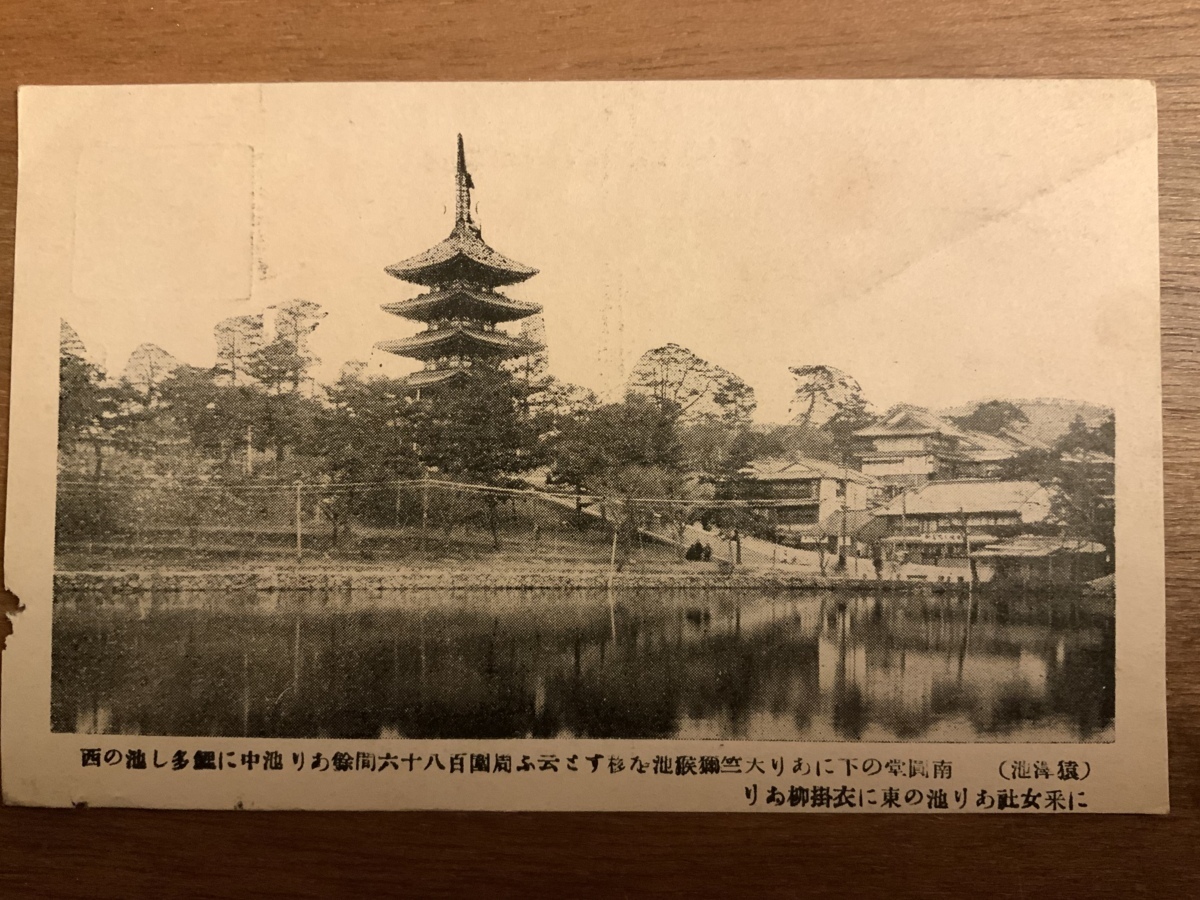 (猿澤池) 南圓堂の下にあり天竺獼猴池を移すと云ふ周圍百八十六間餘あり池中に鯉多し池の西
に釆女社あり池の東に衣掛柳あり